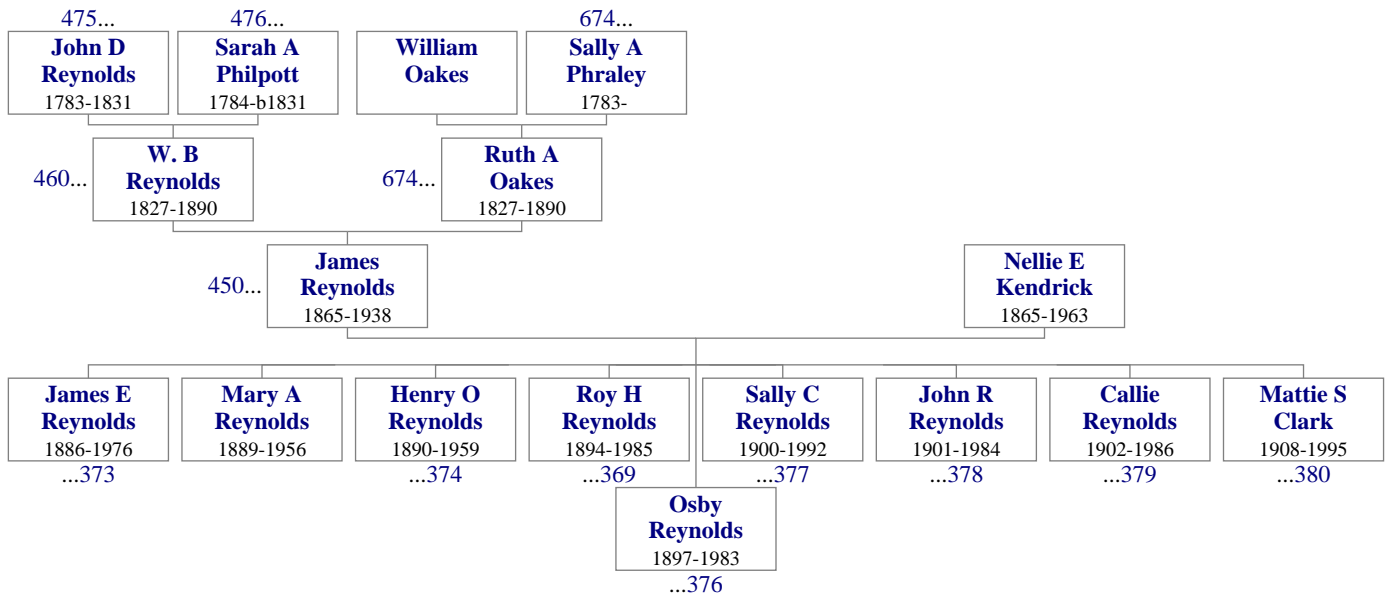 475...
John D
Reynolds
1783-1831
476...
Sarah A
Philpott
1784-b1831
William
Oakes
674...
Sally A
Phraley
1783-
460...
W. B
Reynolds
1827-1890
674...
Ruth A
Oakes
1827-1890
450...
James
Reynolds
1865-1938
Nellie E
Kendrick
1865-1963
James E
Reynolds
1886-1976
...373
Mary A
Reynolds
1889-1956
Henry O
Reynolds
1890-1959
...374
Roy H
Reynolds
1894-1985
...369
Sally C
Reynolds
1900-1992
...377
John R
Reynolds
1901-1984
...378
Callie
Reynolds
1902-1986
...379
Mattie S
Clark
1908-1995
...380
Osby
Reynolds
1897-1983
...376